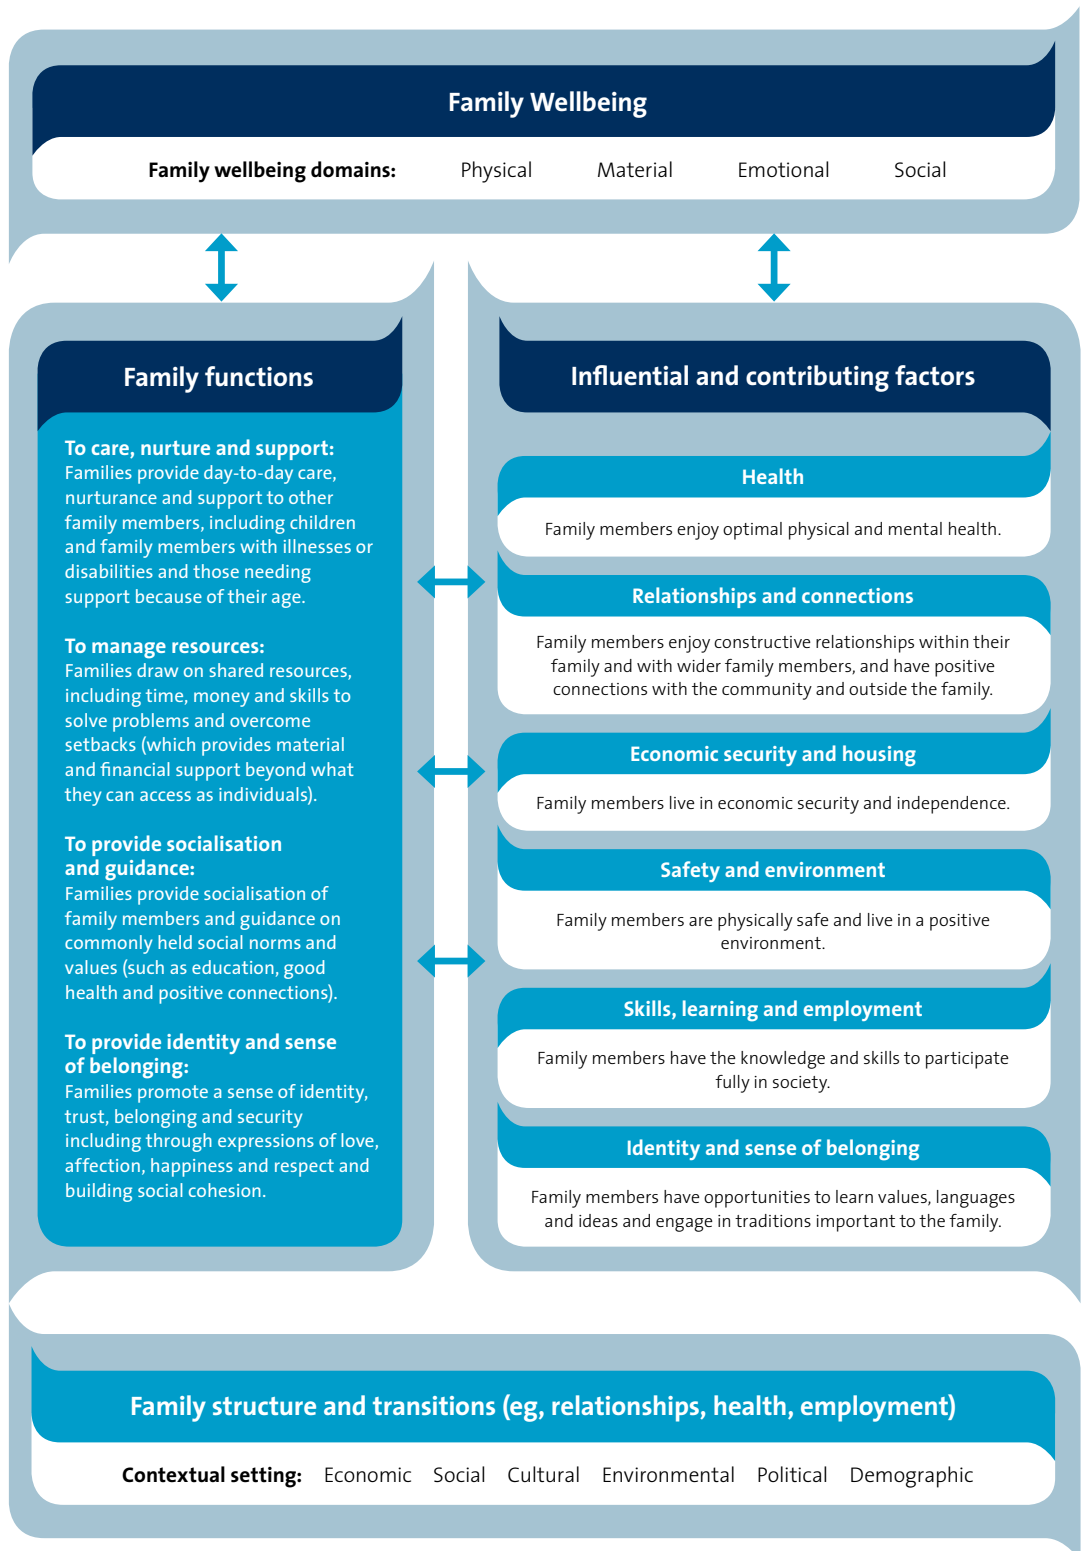 Family Wellbeing
Family wellbeing domains: Physical Material Emotional Social
Family functions
To care, nurture and support:
Families provide day-to-day care,
nurturance and support to other
family members, including children
and family members with illnesses or
disabilities and those needing
support because of their age.
To manage resources:
Families draw on shared resources,
including time, money and skills to
solve problems and overcome
setbacks (which provides material
and financial support beyond what
they can access as individuals).
To provide socialisation
and guidance:
Families provide socialisation of
family members and guidance on
commonly held social norms and
values (such as education, good
health and positive connections).
To provide identity and sense
of belonging:
Families promote a sense of identity,
trust, belonging and security
including through expressions of love,
affection, happiness and respect and
building social cohesion.
Influential and contributing factors
Health
Family members enjoy optimal physical and mental health.
Relationships and connections
Family members enjoy constructive relationships within their
family and with wider family members, and have positive
connections with the community and outside the family.
Economic security and housing
Family members live in economic security and independence.
Safety and environment
Family members are physically safe and live in a positive
environment.
Skills, learning and employment
Family members have the knowledge and skills to participate
fully in society.
Identity and sense of belonging
Family members have opportunities to learn values, languages
and ideas and engage in traditions important to the family.
Family structure and transitions (eg, relationships, health, employment)
Contextual setting: Economic Social Cultural Environmental Political Demographic